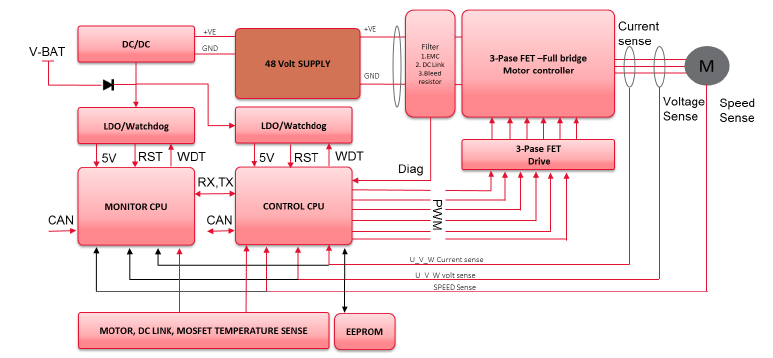 Current
sense
+VE
+VE
DC/DC
GND
V-BAT
48 Volt SUPPLY
Filter
1.EMC
2. DC Link
3.Bleed
resistor
3-Pase FET –Full bridge
Motor controller
M
GND
Voltage
Sense
Speed
Sense
LDO/Watchdog
LDO/Watchdog
5V
RST
WDT
5V
RST
WDT
3-Pase FET
Drive
Diag
RX,TX
MONITOR CPU
CONTROL CPU
PWM
CAN
CAN
U_V_W Current sense
U_V_W volt sense
SPEED Sense
MOTOR, DC LINK, MOSFET TEMPERATURE SENSE
EEPROM